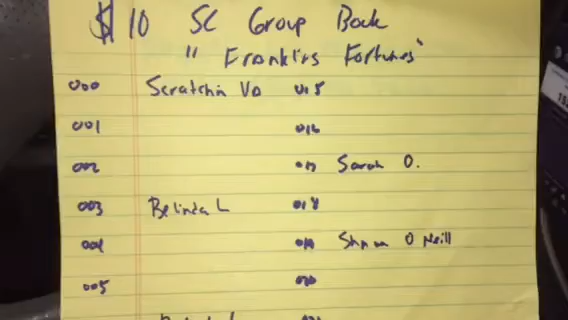 $10 SC Group Book
"Franklins Fortunes"
000 Scratchin Vo 015
001 016
002 017 Sarah O.
003 Belinda L 018
004 019 Shawn O Neill
005 020